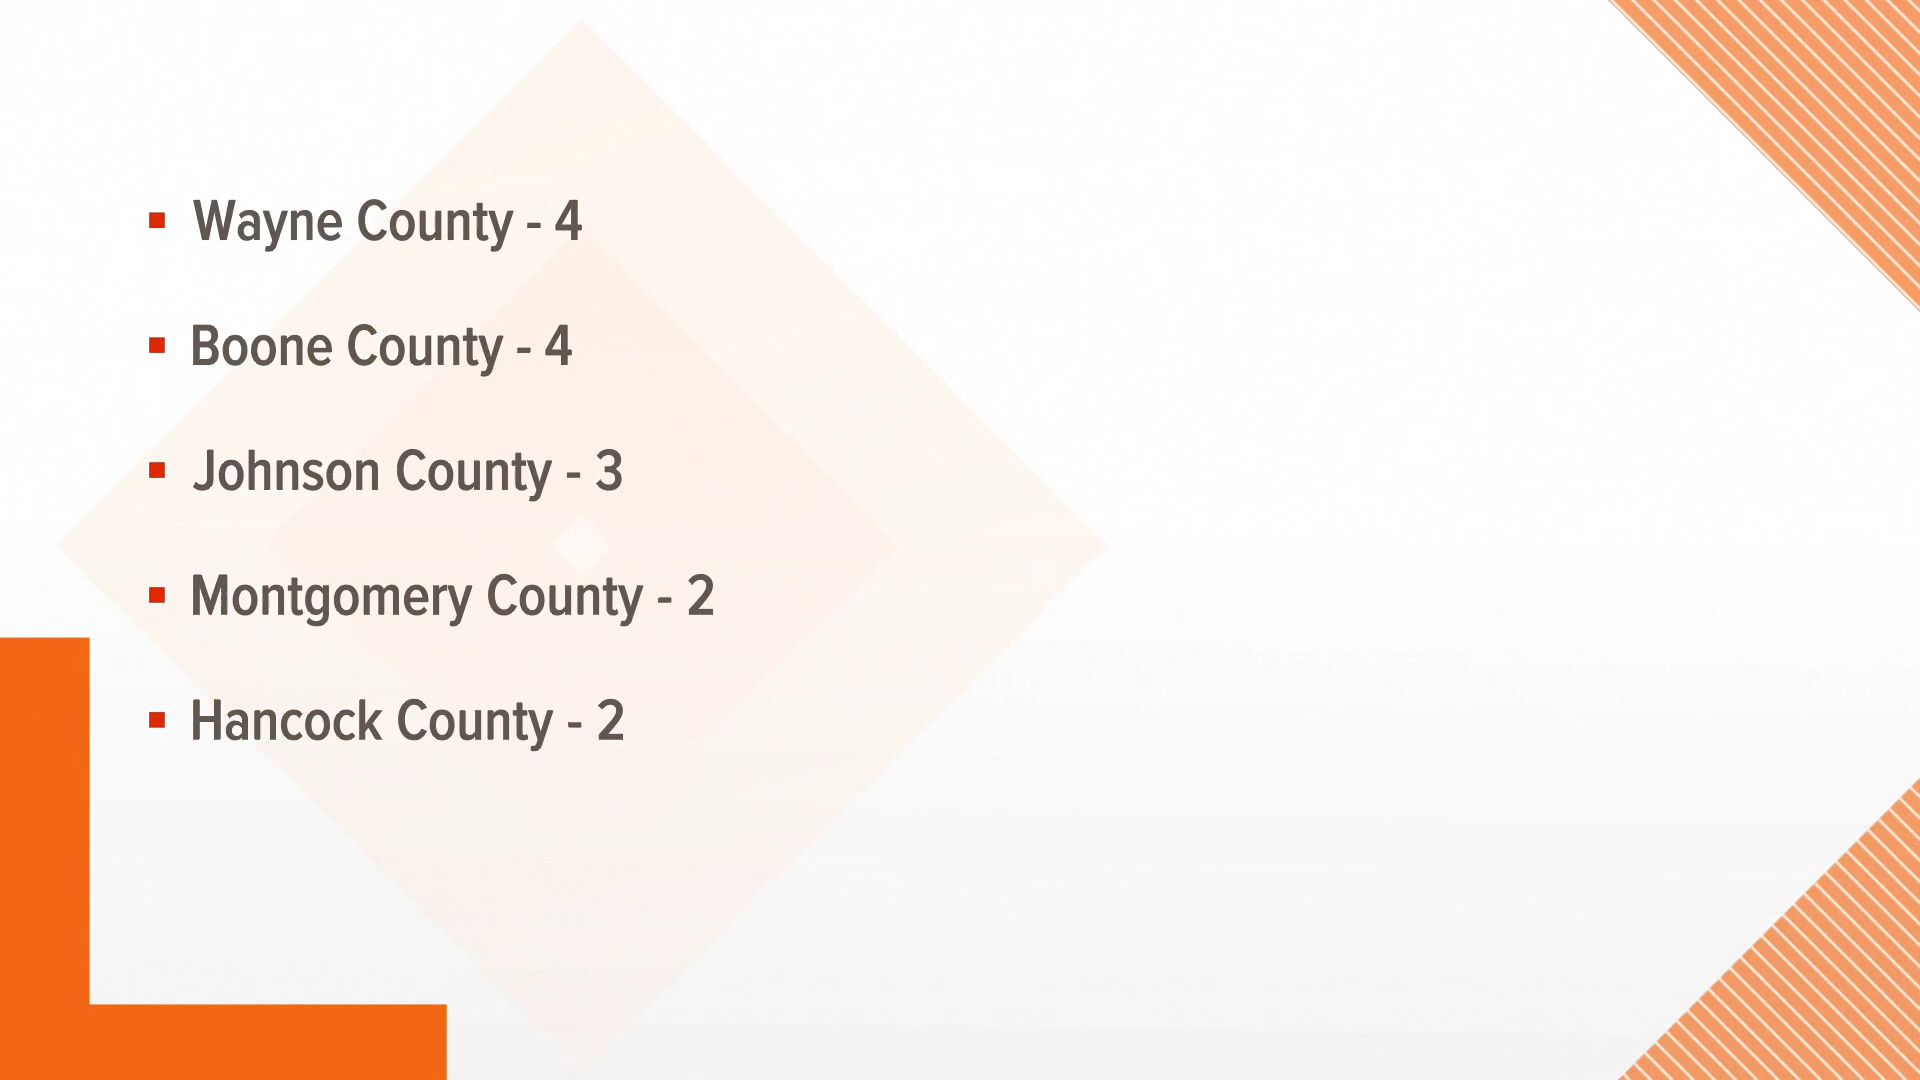 Wayne County - 4
Boone County - 4
Johnson County - 3
Montgomery County - 2
Hancock County - 2